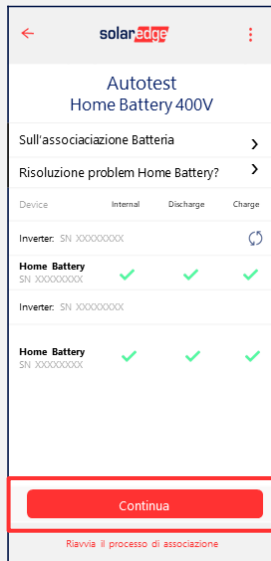 solaredge
Autotest
Home Battery 400V
Sull'associaciazione Batteria
Risoluzione problem Home Battery?
Device Internal Discharge Charge
Inverter: SN XXXXXXXX
Home Battery
SN XXXXXXXX
Inverter: SN XXXXXXXX
Home Battery
SN XXXXXXXX
Continua
Riavvia il processo di associazione